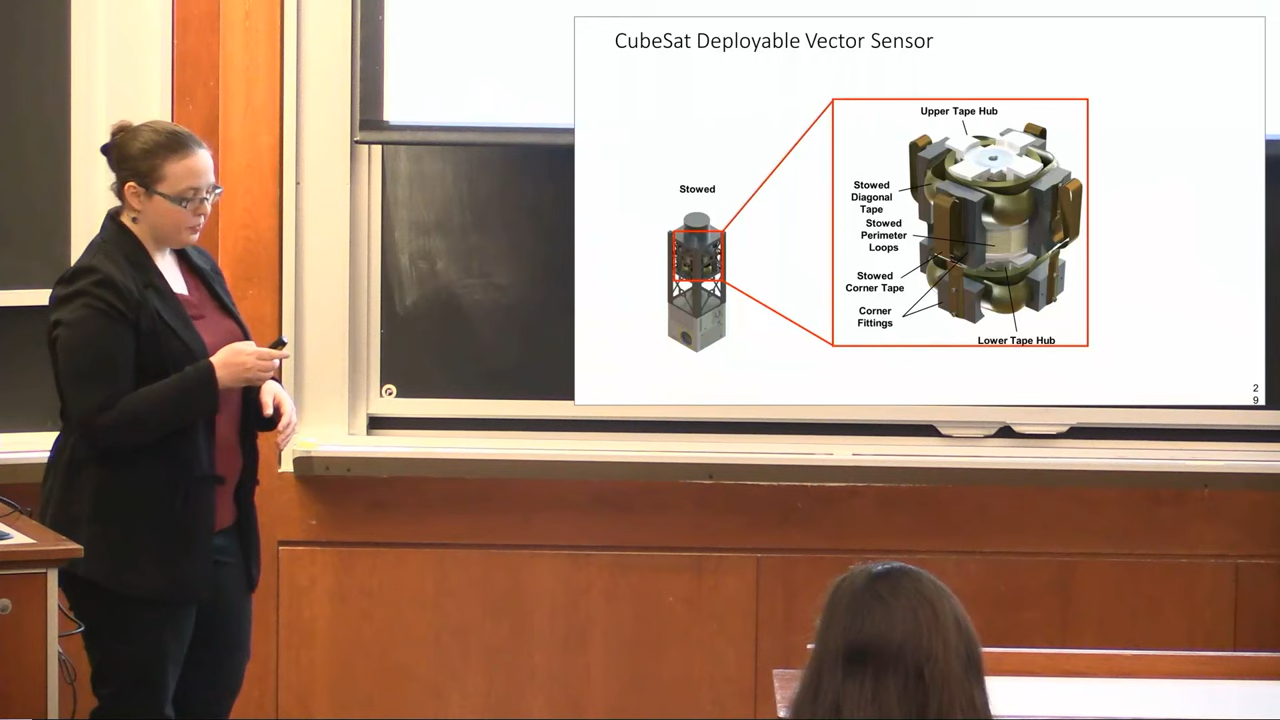 CubeSat Deployable Vector Sensor
Stowed
Upper Tape Hub
Stowed
Diagonal
Tape
Stowed
Perimeter
Loops
Stowed
Corner Tape
Corner
Fittings
Lower Tape Hub
2
9